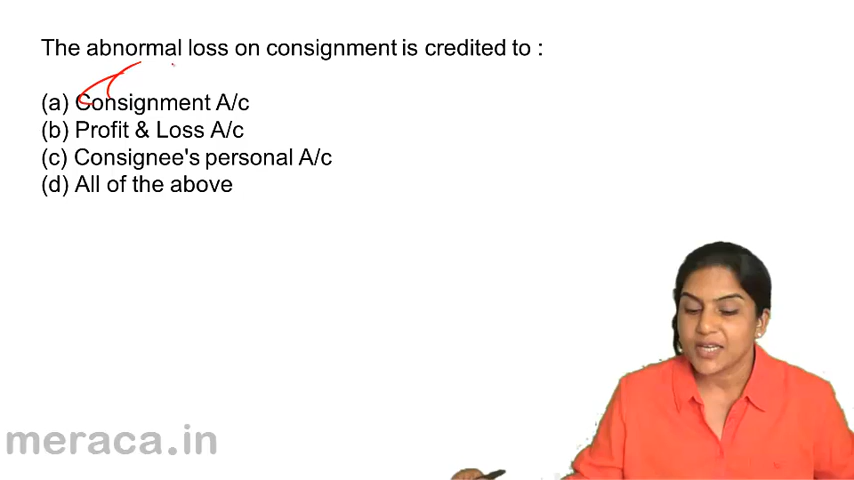 The abnormal loss on consignment is credited to :
(a) Consignment A/c
(b) Profit & Loss A/c
(c) Consignee's personal A/c
(d) All of the above
meraca.in